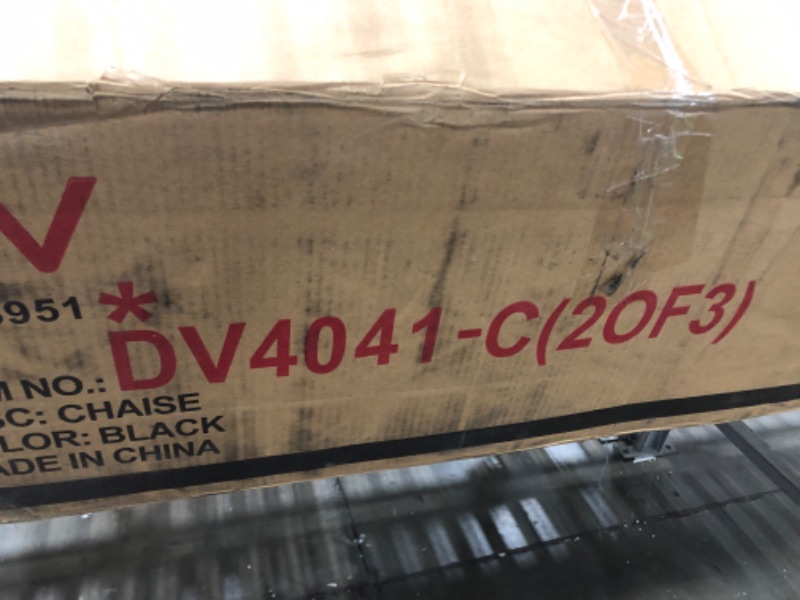 V
951
*DV4041-C(2OF3)
M NO.:
SC: CHAISE
LOR: BLACK
ADE IN CHINA